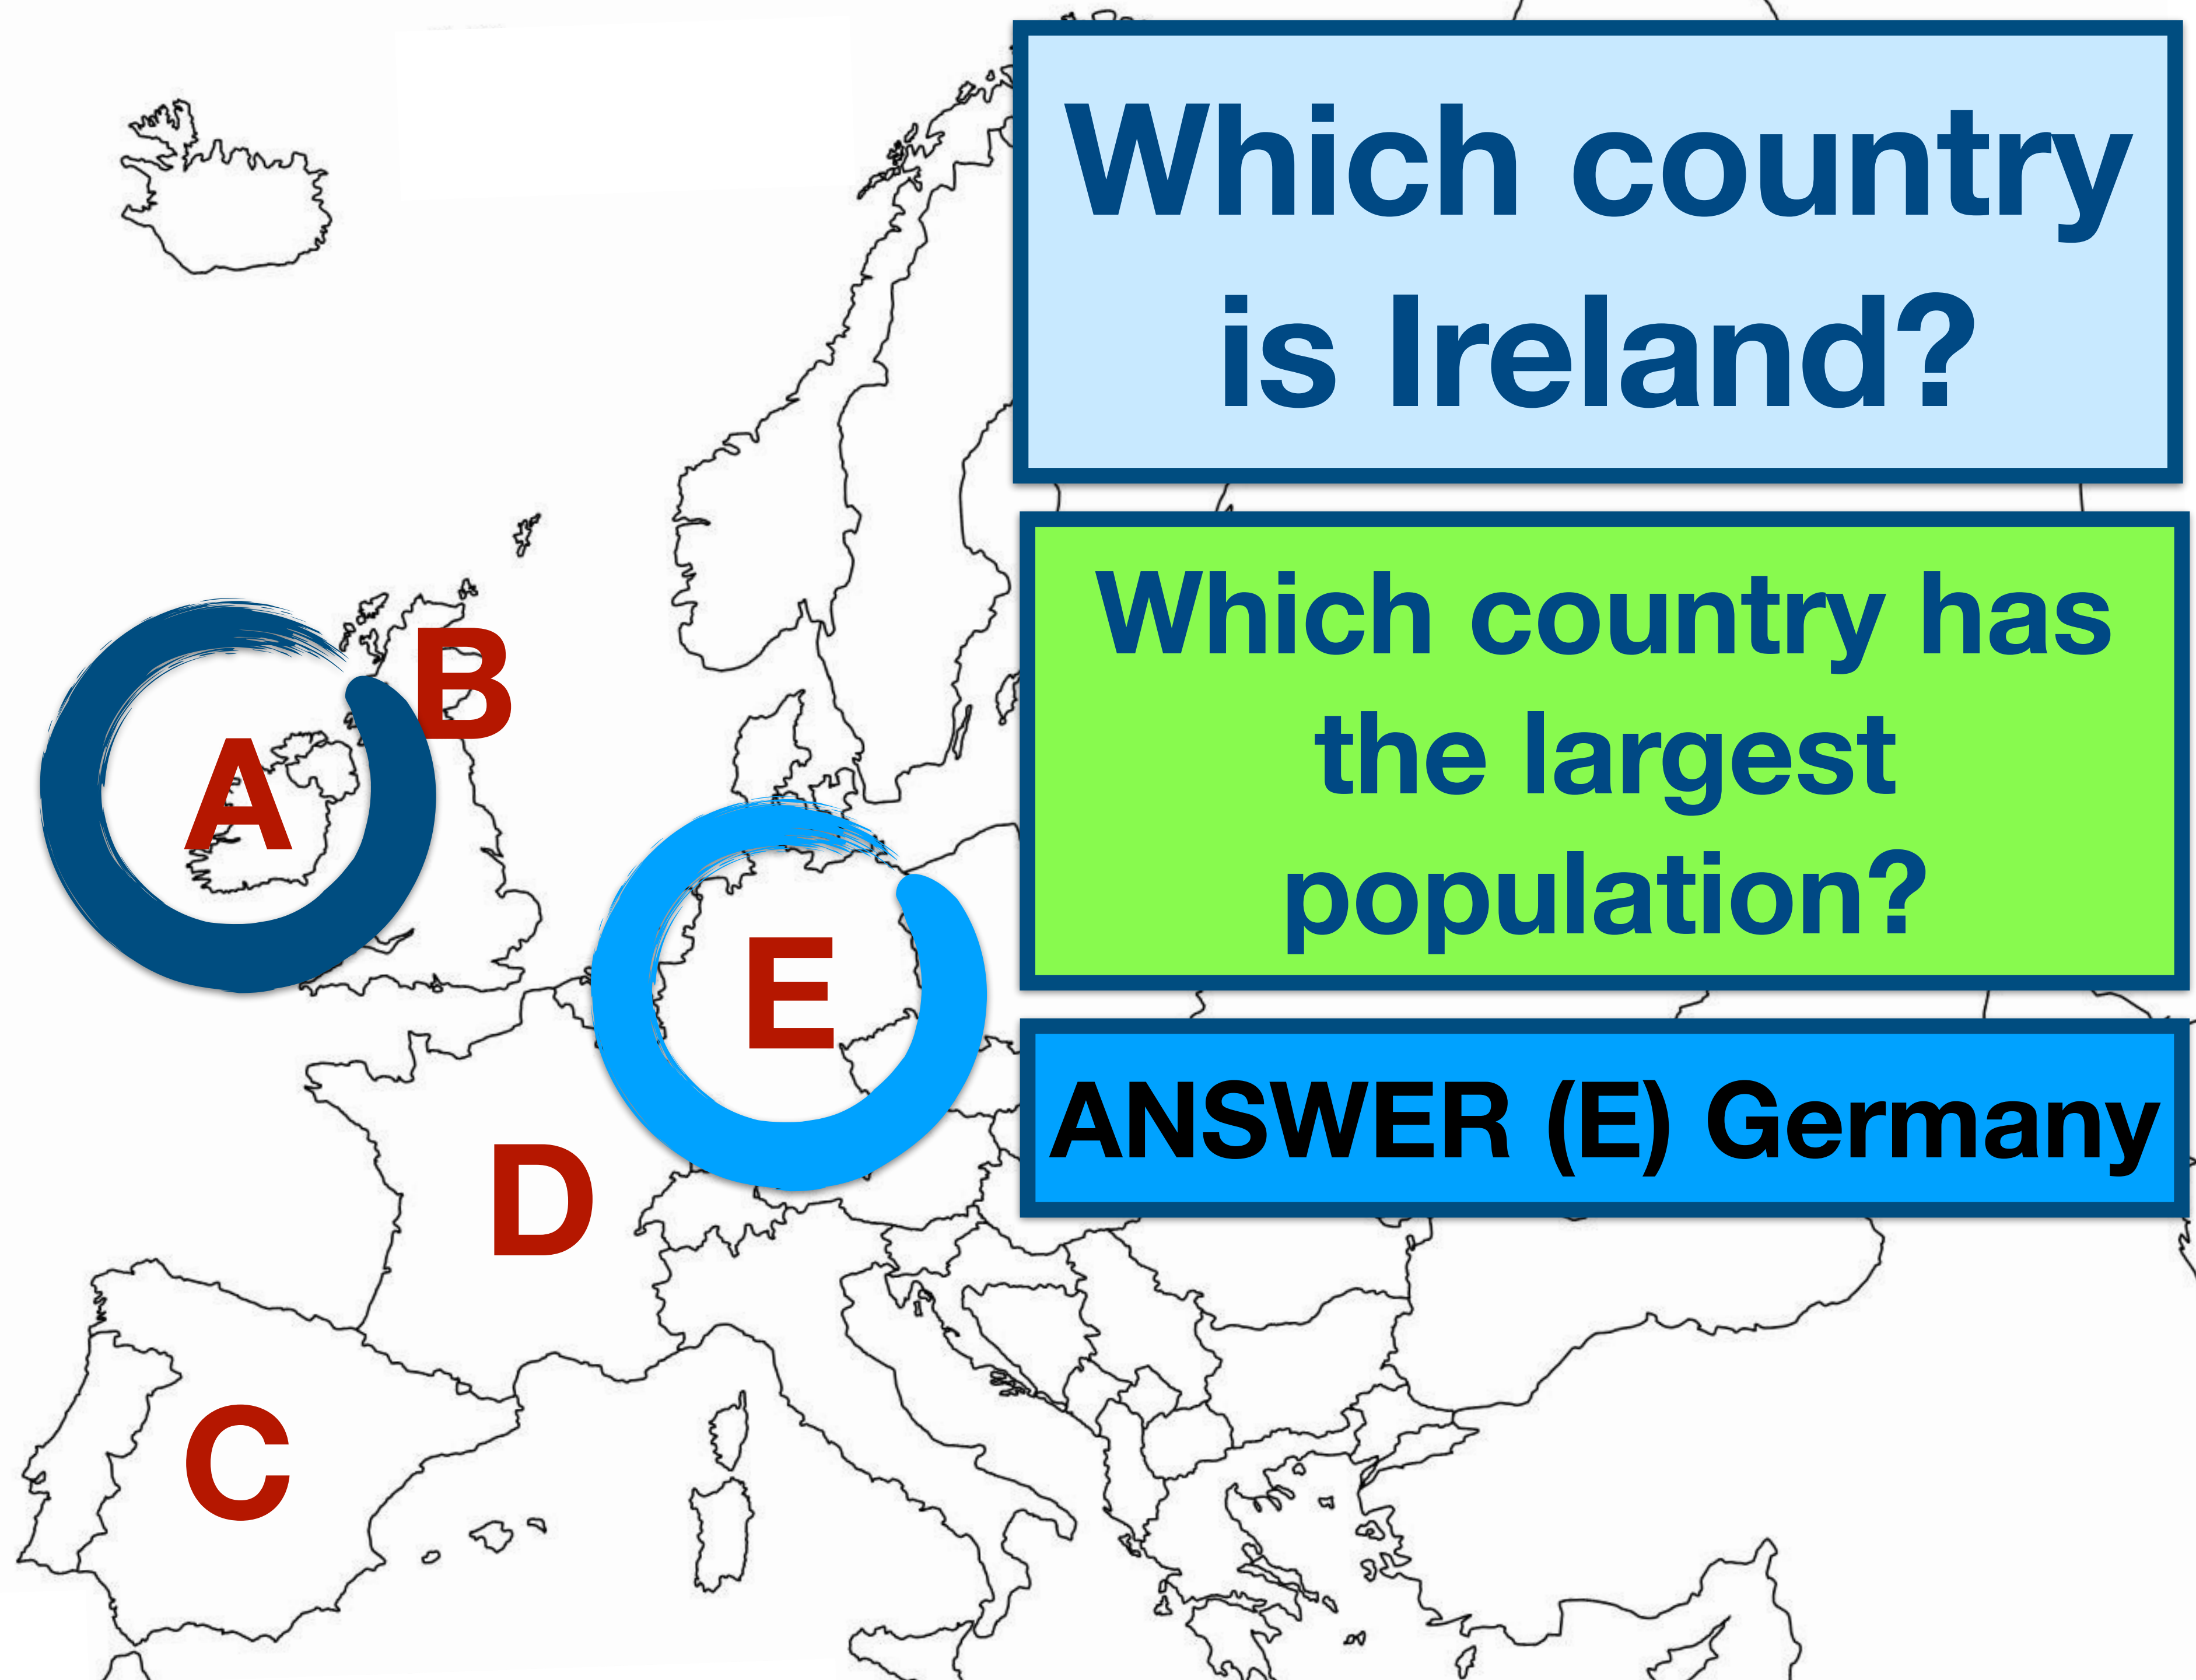 Which country
is Ireland?
Which country has
the largest
population?
ANSWER (E) Germany
B
A
E
D
C